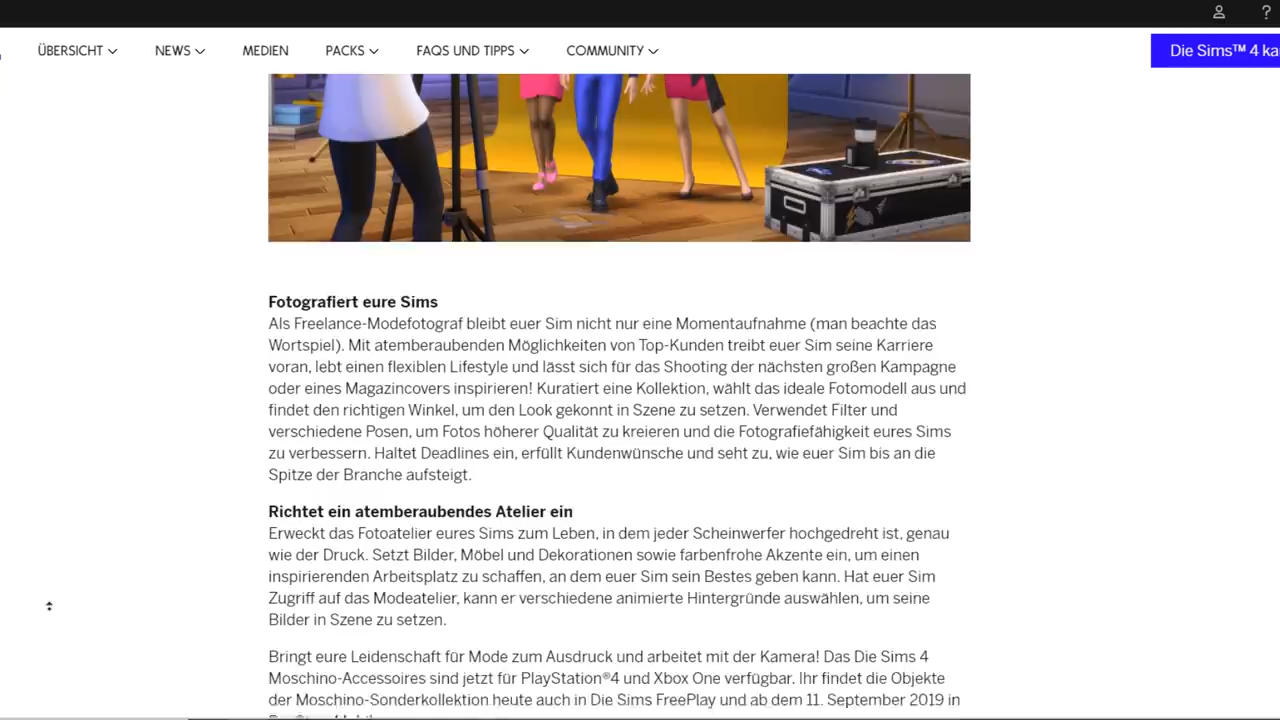 ÜBERSICHT NEWS MEDIEN PACKS FAQS UND TIPPS COMMUNITY
Die Sims™ 4 ka
Fotografiert eure Sims
Als Freelance-Modefotograf bleibt euer Sim nicht nur eine Momentaufnahme (man beachte das
Wortspiel). Mit atemberaubenden Möglichkeiten von Top-Kunden treibt euer Sim seine Karriere
voran, lebt einen flexiblen Lifestyle und lässt sich für das Shooting der nächsten großen Kampagne
oder eines Magazincovers inspirieren! Kuratiert eine Kollektion, wählt das ideale Fotomodell aus und
findet den richtigen Winkel, um den Look gekonnt in Szene zu setzen. Verwendet Filter und
verschiedene Posen, um Fotos höherer Qualität zu kreieren und die Fotografiefähigkeit eures Sims
zu verbessern. Haltet Deadlines ein, erfüllt Kundenwünsche und seht zu, wie euer Sim bis an die
Spitze der Branche aufsteigt.
Richtet ein atemberaubendes Atelier ein
Erweckt das Fotoatelier eures Sims zum Leben, in dem jeder Scheinwerfer hochgedreht ist, genau
wie der Druck. Setzt Bilder, Möbel und Dekorationen sowie farbenfrohe Akzente ein, um einen
inspirierenden Arbeitsplatz zu schaffen, an dem euer Sim sein Bestes geben kann. Hat euer Sim
Zugriff auf das Modeatelier, kann er verschiedene animierte Hintergründe auswählen, um seine
Bilder in Szene zu setzen.
Bringt eure Leidenschaft für Mode zum Ausdruck und arbeitet mit der Kamera! Das Die Sims 4
Moschino-Accessoires sind jetzt für PlayStation®4 und Xbox One verfügbar. Ihr findet die Objekte
der Moschino-Sonderkollektion heute auch in Die Sims FreePlay und ab dem 11. September 2019 in